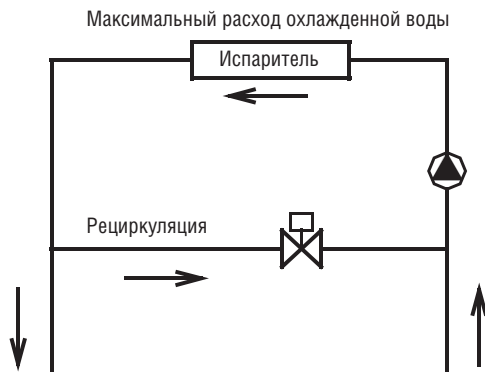 Максимальный расход охлажденной воды
Испаритель
Рециркуляция